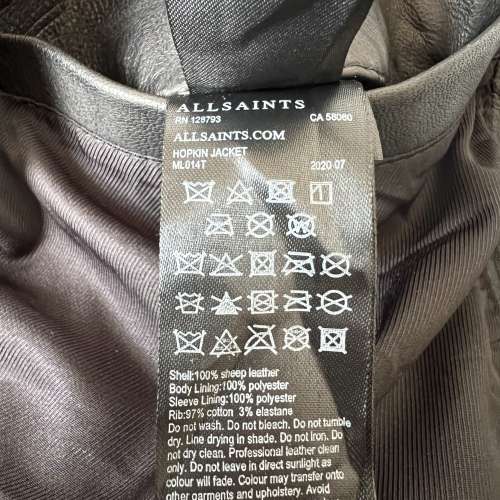 ALLSAINTS
RN 128793 CA 56060
ALLSAINTS.COM
HOPKIN JACKET
ML014T 2020 07
Shell:100% sheep leather
Body Lining:100% polyester
Sleeve Lining:100% polyester
Rib:97% cotton 3% elastane
Do not wash. Do not bleach. Do not tumble
dry. Line drying in shade. Do not iron. Do
not dry clean. Professional leather clean
only. Do not leave in direct sunlight as
colour will fade. Colour may transfer onto
other garments and upholstery. Avoid